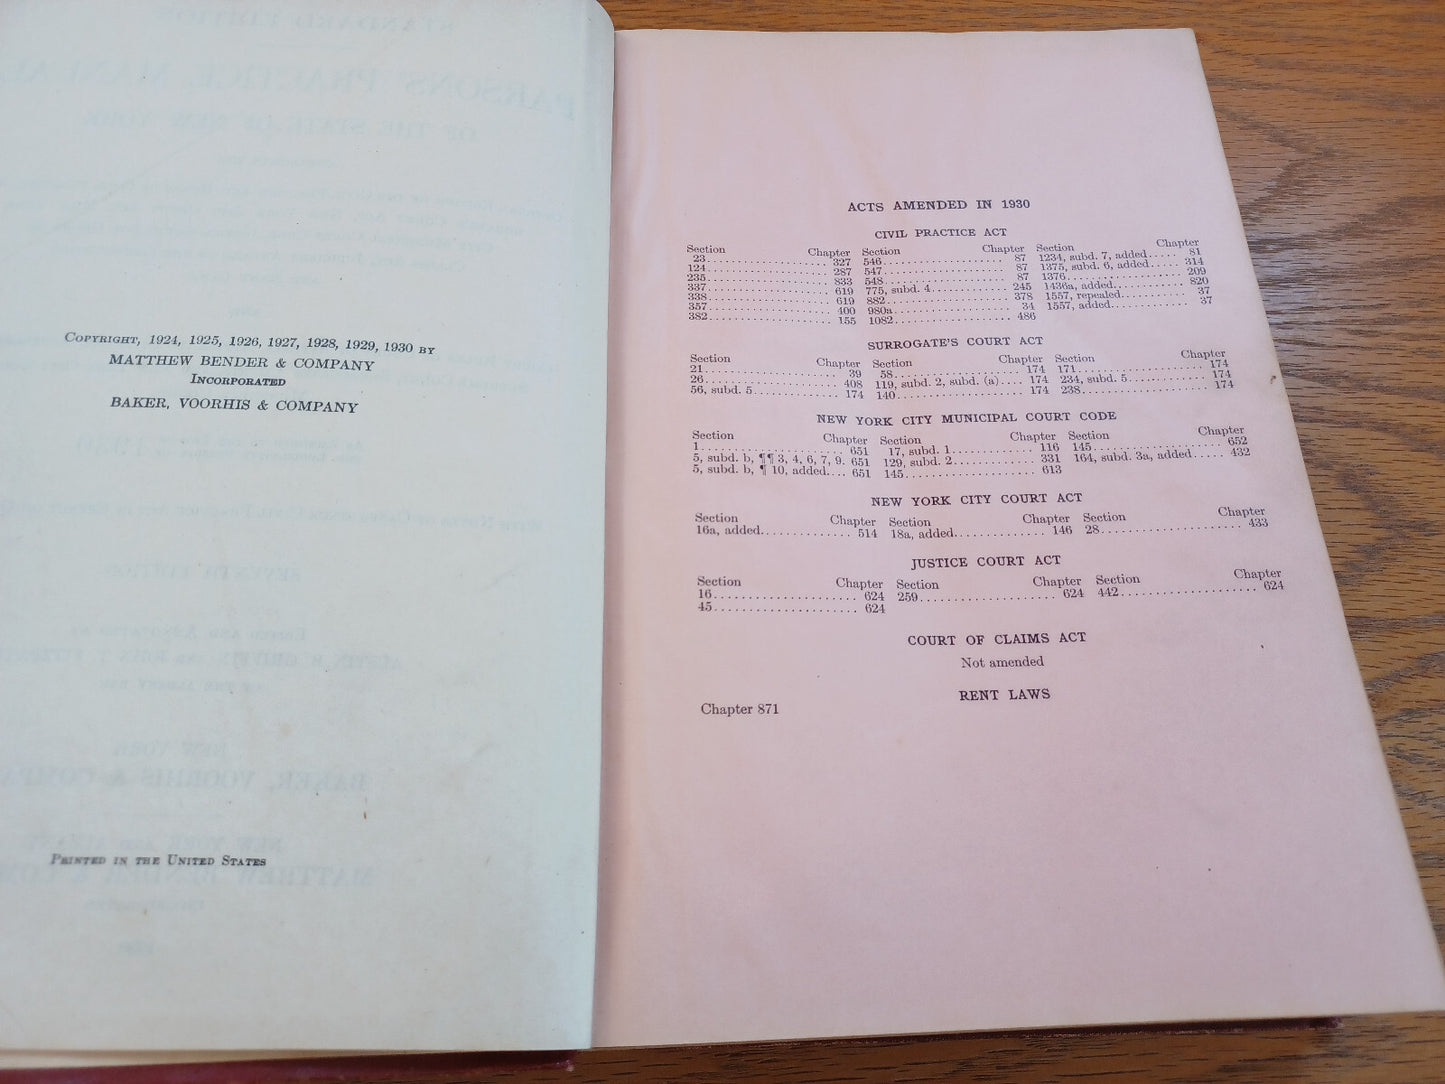 COPYRIGHT, 1924, 1925, 1926, 1927, 1928, 1929, 1930 BY
MATTHEW BENDER & COMPANY
INCORPORATED
BAKER, VOORHIS & COMPANY
PRINTED IN THE UNITED STATES
ACTS AMENDED IN 1930
CIVIL PRACTICE ACT
Section Chapter Section Chapter Section Chapter
23 327 546 87 1234, subd. 7, added 81
124 287 547 87 1375, subd. 6, added 314
235 833 548 87 1376 209
337 619 775, subd. 4 245 1436a, added 820
338 619 882 378 1557, repealed 37
357 400 980a 34 1557, added 37
382 155 1082 486
SURROGATE'S COURT ACT
Section Chapter Section Chapter Section Chapter
21 39 58 174 171 174
26 408 119, subd. 2, subd. (a) 174 234, subd. 5 174
56, subd. 5 174 140 174 238 174
NEW YORK CITY MUNICIPAL COURT CODE
Section Chapter Section Chapter Section Chapter
1 651 17, subd. 1 116 145 652
5, subd. b, ¶¶ 3, 4, 6, 7, 9. 651 129, subd. 2 331 164, subd. 3a, added 432
5, subd. b, ¶ 10, added 651 145 613
NEW YORK CITY COURT ACT
Section Chapter Section Chapter Section Chapter
16a, added 514 18a, added 146 28 433
JUSTICE COURT ACT
Section Chapter Section Chapter Section Chapter
16 624 259 624 442 624
45 624
COURT OF CLAIMS ACT
Not amended
RENT LAWS
Chapter 871